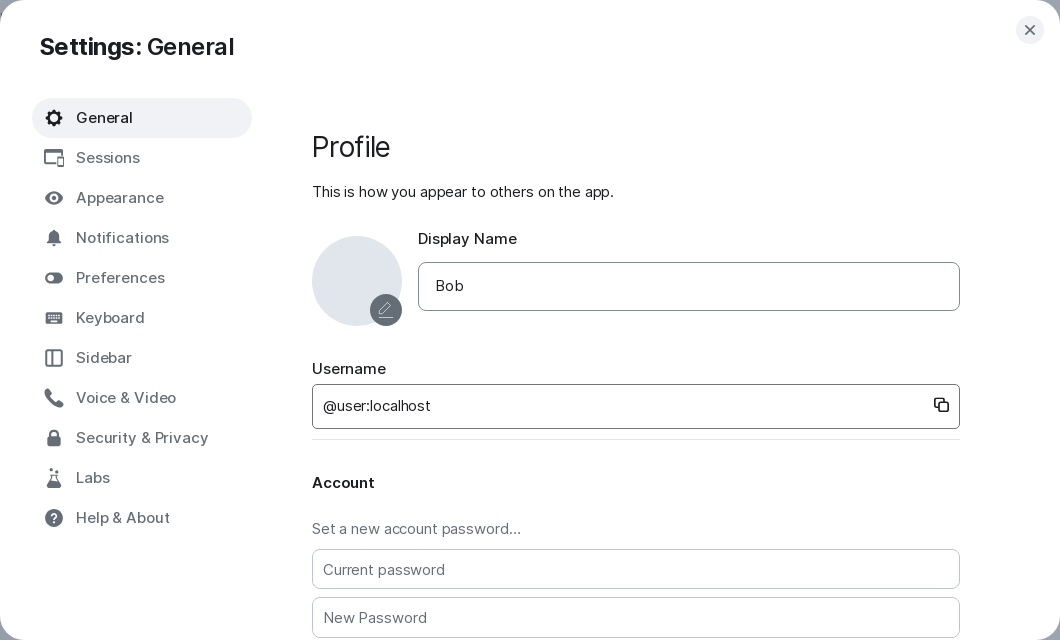 Settings: General
General
Sessions
Appearance
Notifications
Preferences
Keyboard
Sidebar
Voice & Video
Security & Privacy
Labs
Help & About
Profile
This is how you appear to others on the app.
Display Name
Bob
Username
@user:localhost
Account
Set a new account password...
Current password
New Password